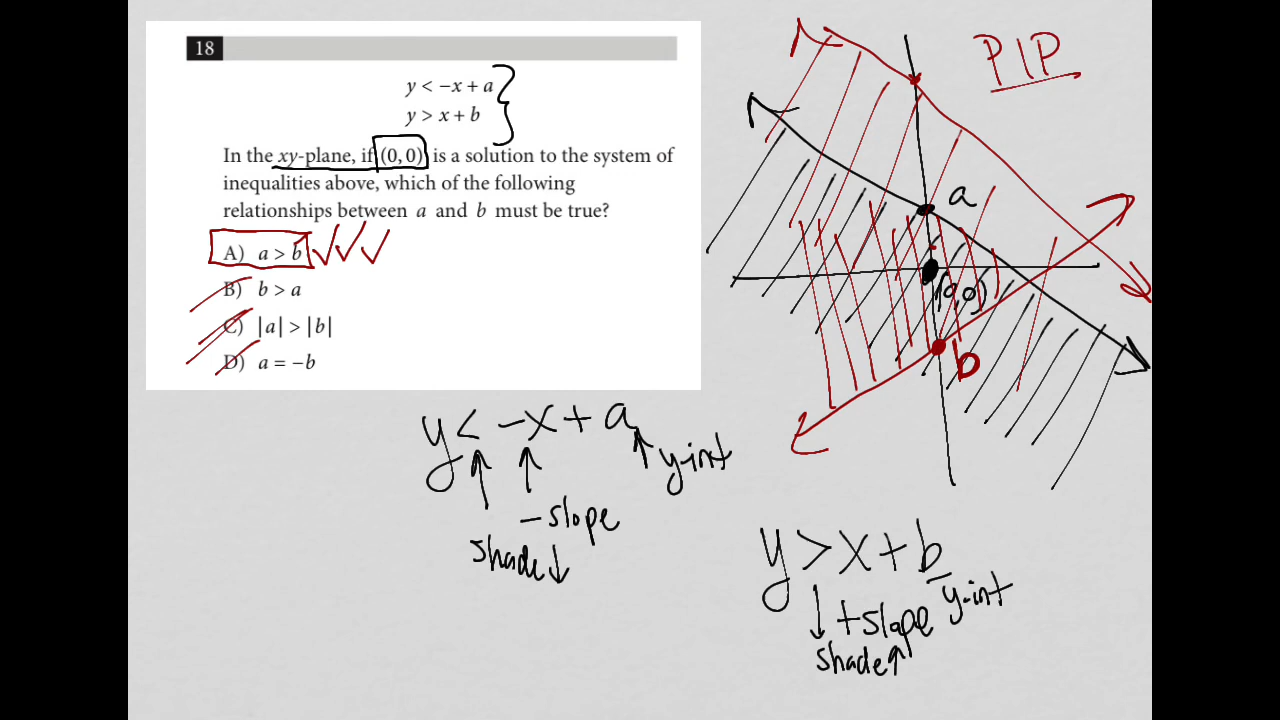 18
y < −x + a
y > x + b
In the xy-plane, if (0, 0) is a solution to the system of
inequalities above, which of the following
relationships between a and b must be true?
A) a > b
B) b > a
C) |a| > |b|
D) a = −b
PIP
a
(0,0)
b
y < −x + a
y-int
− slope
shade ↓
y > x + b
y-int
+ slope
shade ↑